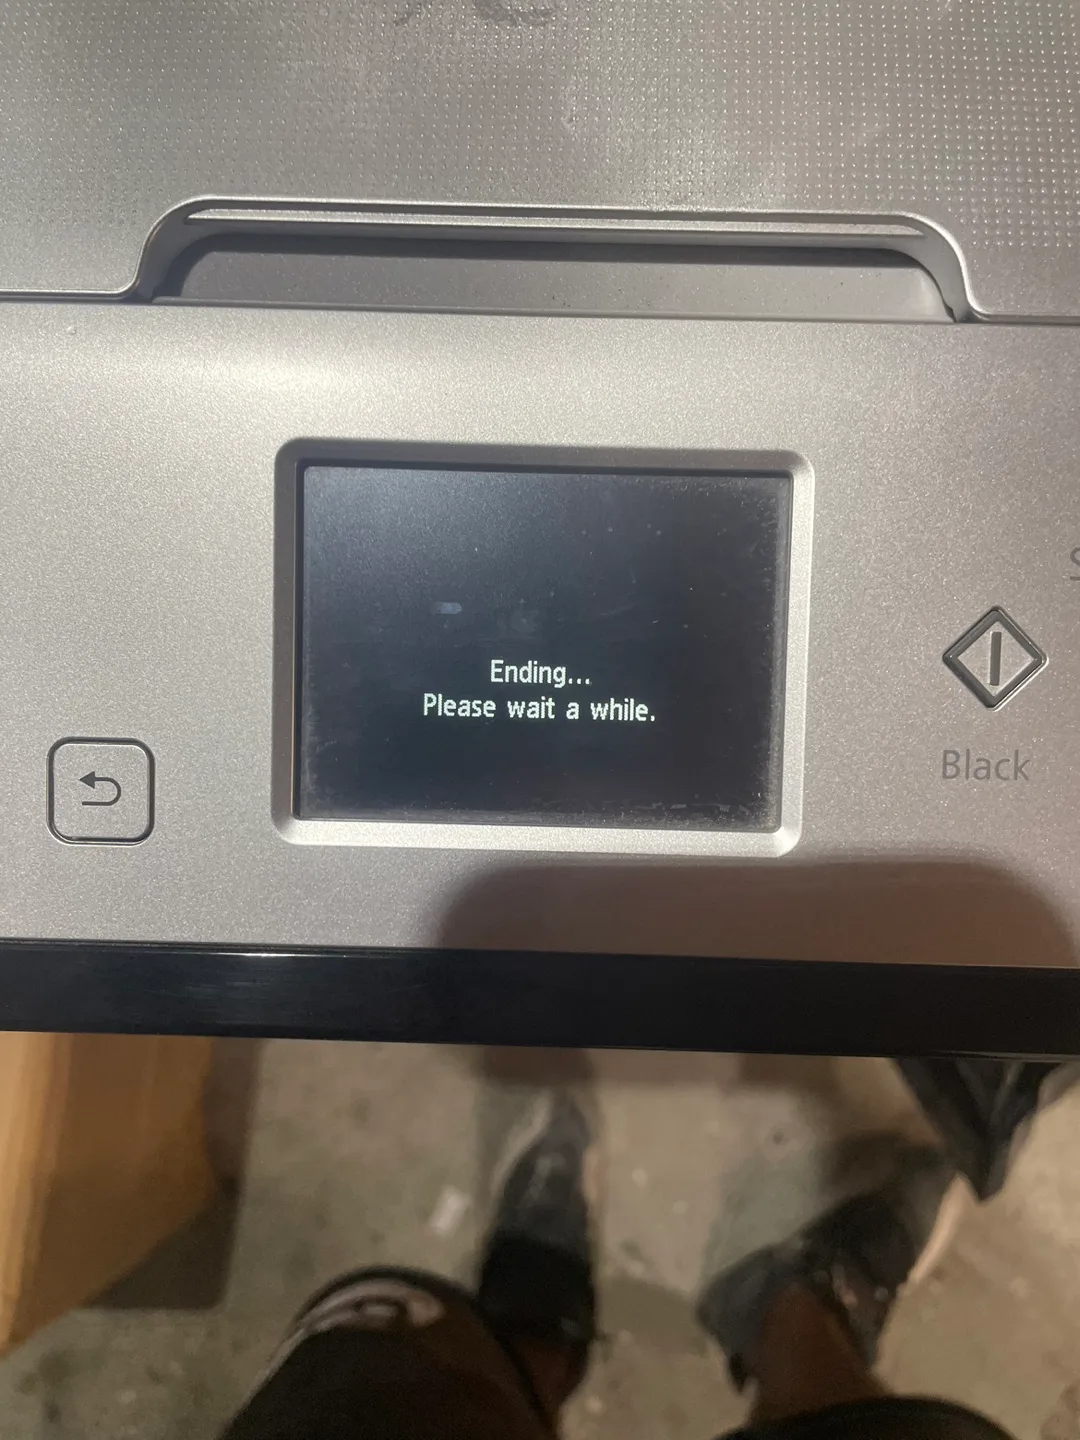 Ending...
Please wait a while.
Black